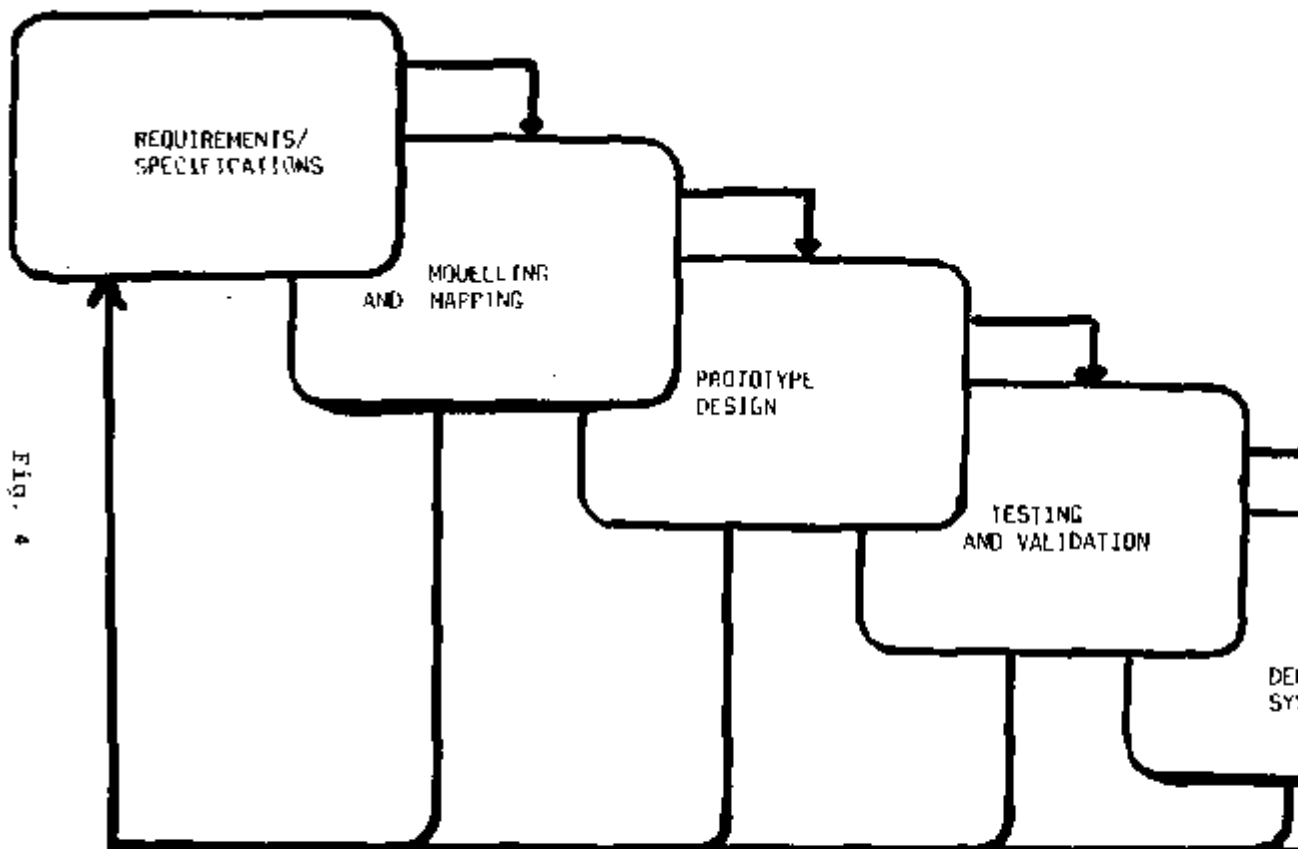 REQUIREMENTS/
SPECIFICATIONS
MODELLING
AND MAPPING
PROTOTYPE
DESIGN
TESTING
AND VALIDATION
Fig. 4